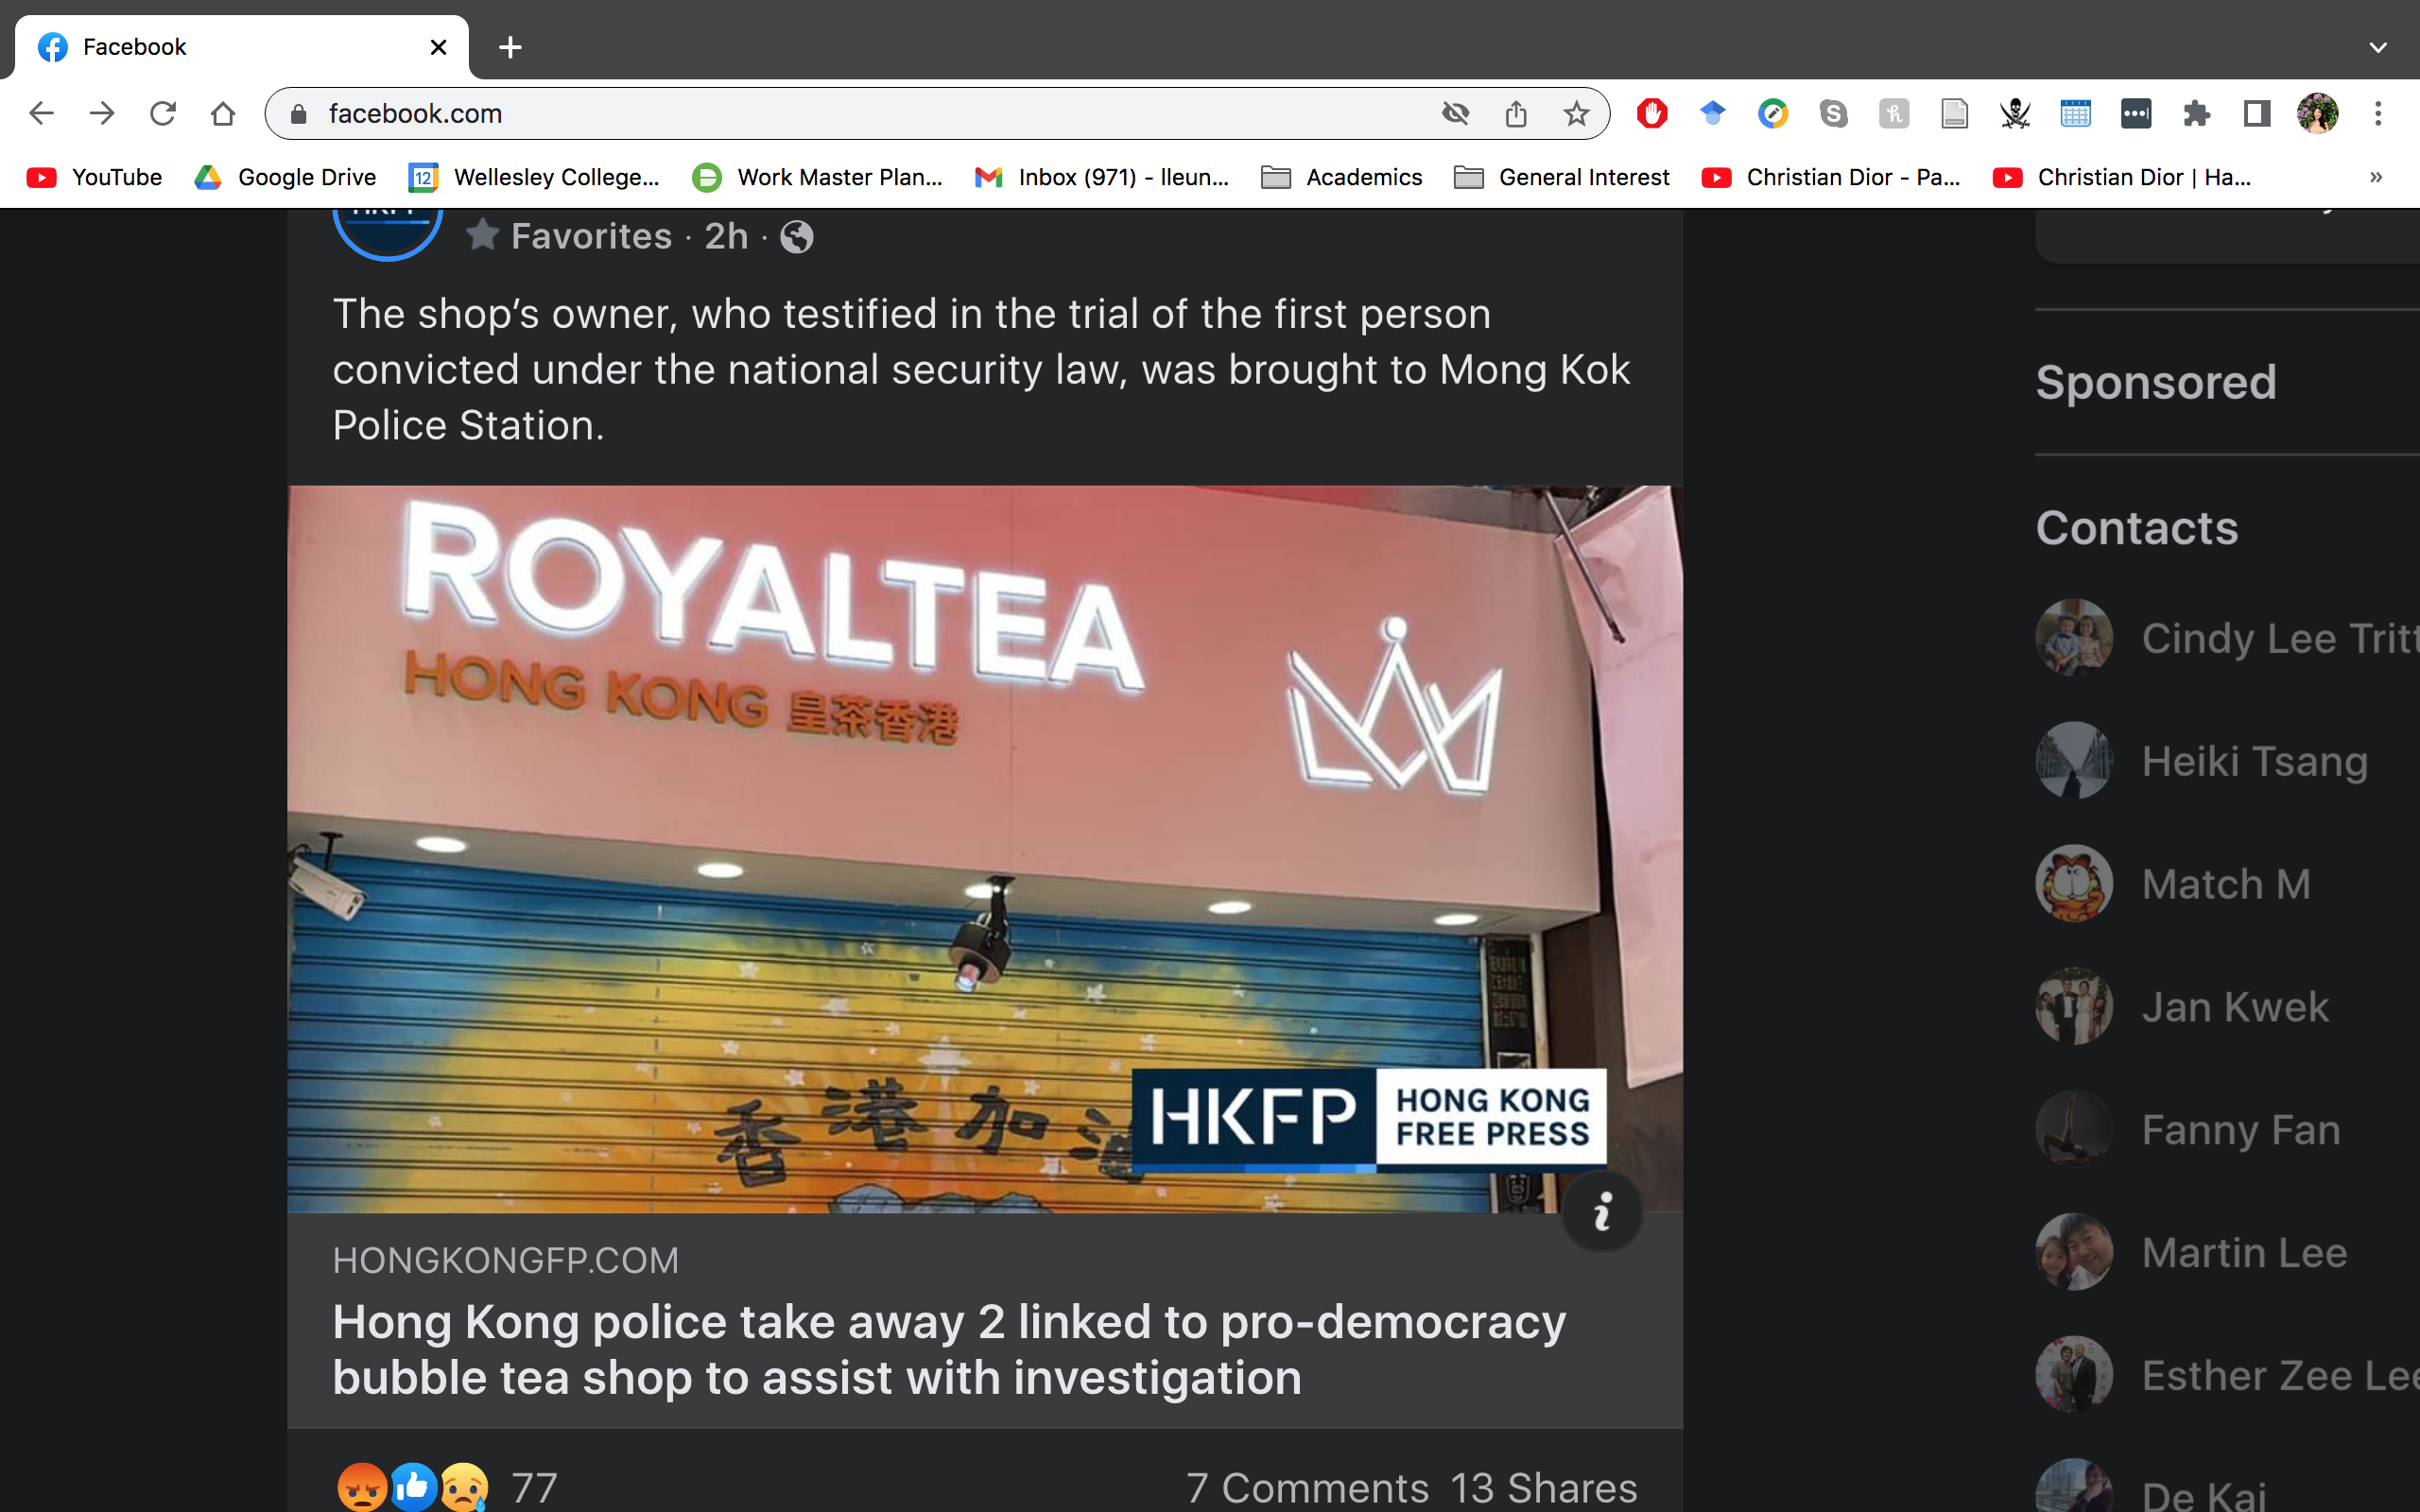 Facebook
facebook.com
YouTube
Google Drive
12
Wellesley College...
Work Master Plan...
Inbox (971) - lleun...
Academics
General Interest
Christian Dior - Pa...
Christian Dior | Ha...
»
Favorites · 2h ·
The shop’s owner, who testified in the trial of the first person
convicted under the national security law, was brought to Mong Kok
Police Station.
ROYALTEA
HONG KONG 皇茶香港
香港加油
HKFP
HONG KONG
FREE PRESS
HONGKONGFP.COM
Hong Kong police take away 2 linked to pro-democracy
bubble tea shop to assist with investigation
77
7 Comments 13 Shares
Sponsored
Contacts
Cindy Lee Tritt
Heiki Tsang
Match M
Jan Kwek
Fanny Fan
Martin Lee
Esther Zee Lee
De Kai